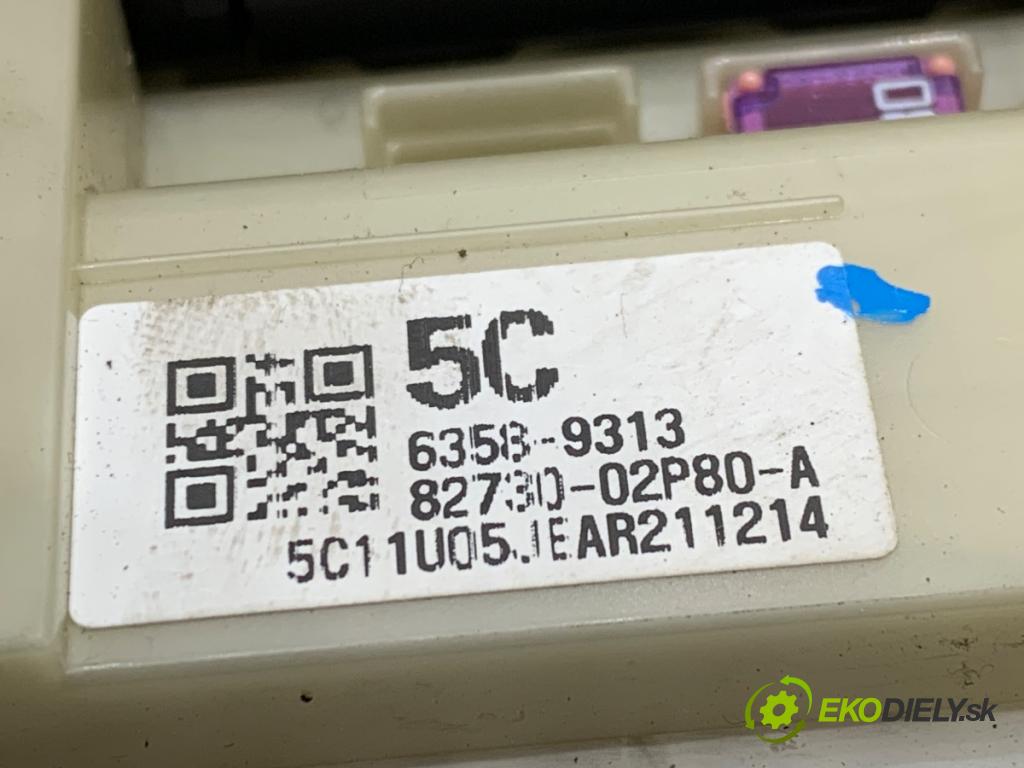 5C
6358-9313
82730-02P80-A
5C11U05JEAR211214
EKODIELY.sk